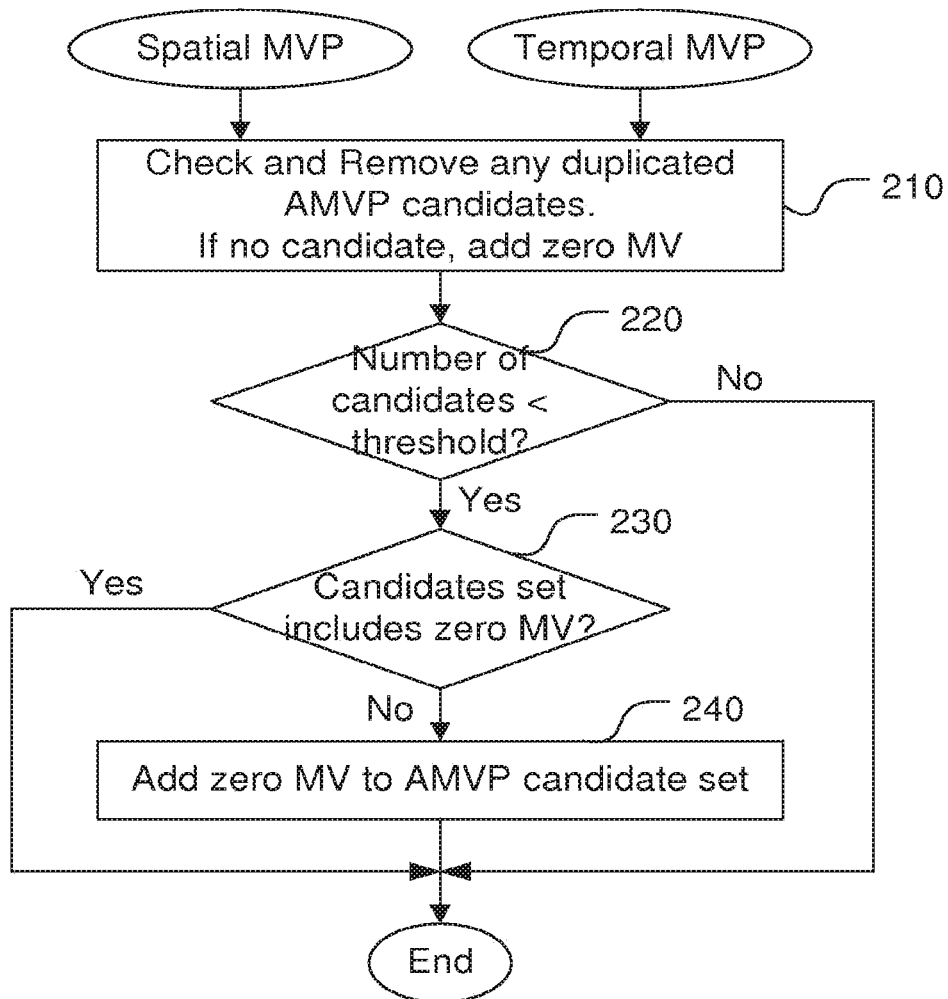 Spatial MVP
Temporal MVP
Check and Remove any duplicated
AMVP candidates.
If no candidate, add zero MV
210
220
Number of
candidates <
threshold?
No
Yes
230
Yes
Candidates set
includes zero MV?
No
240
Add zero MV to AMVP candidate set
End